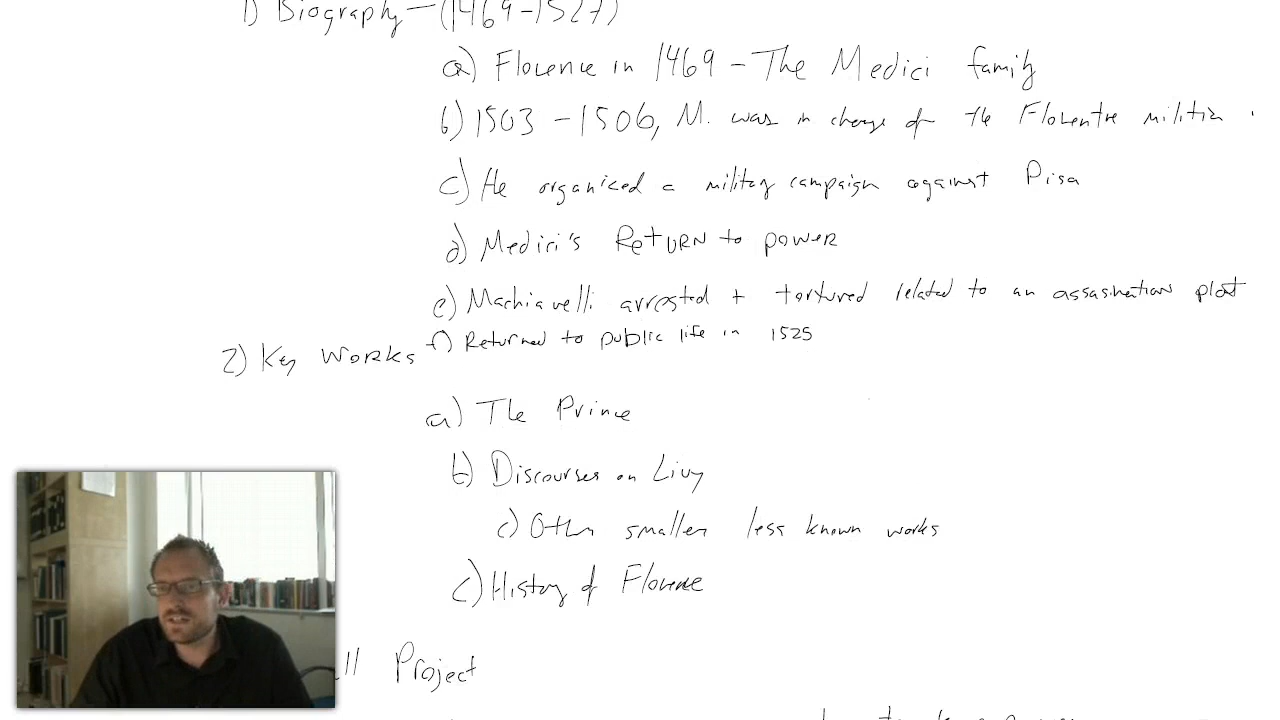 1) Biography — (1469-1527)
a) Florence in 1469 - The Medici family
b) 1503 - 1506, M. was in charge of the Florentine militia
c) He organized a military campaign against Pisa
d) Medici's Return to power
e) Machiavelli arrested + tortured related to an assasination plot
f) Returned to public life in 1525
2) Key Works
a) The Prince
b) Discourses on Livy
c) Other smaller less known works
c) History of Florence
ll Project